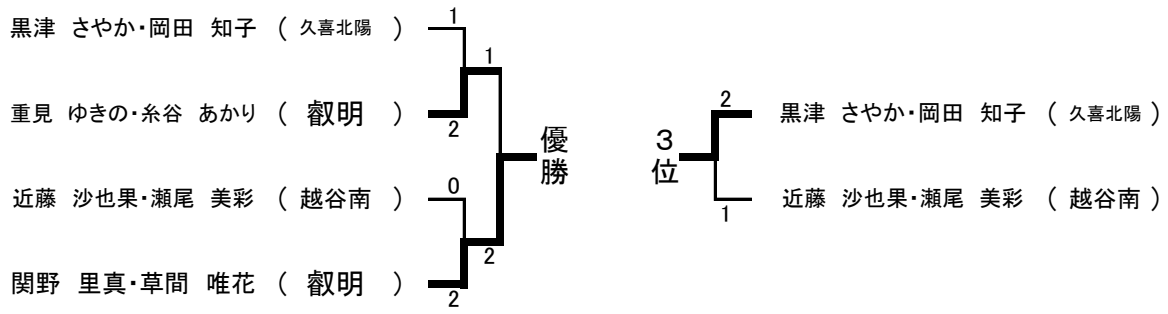 黒津 さやか・岡田 知子 ( 久喜北陽 ) 1
1
重見 ゆきの・糸谷 あかり ( 叡明 ) 2
優勝
近藤 沙也果・瀬尾 美彩 ( 越谷南 ) 0
2
関野 里真・草間 唯花 ( 叡明 ) 2
3位
2 黒津 さやか・岡田 知子 ( 久喜北陽 )
1 近藤 沙也果・瀬尾 美彩 ( 越谷南 )